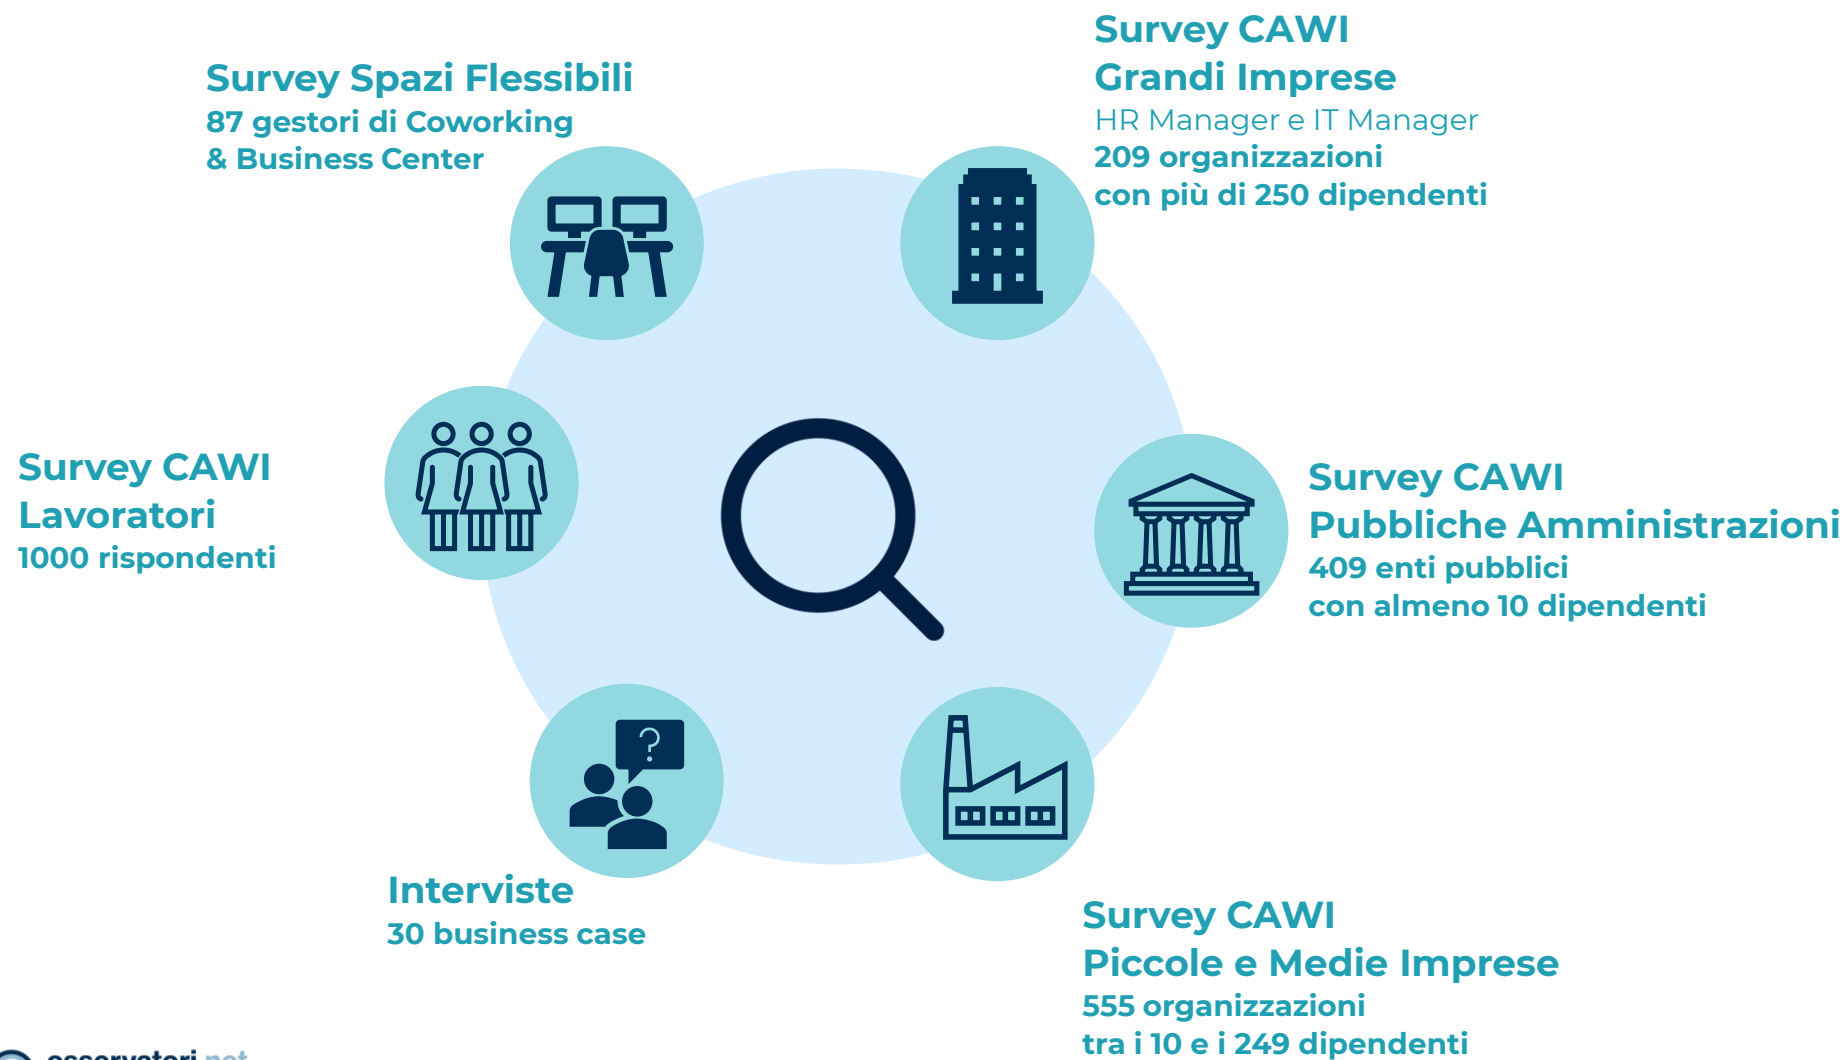 Survey CAWI
Grandi Imprese
HR Manager e IT Manager
209 organizzazioni
con più di 250 dipendenti
Survey Spazi Flessibili
87 gestori di Coworking
& Business Center
Survey CAWI
Lavoratori
1000 rispondenti
Survey CAWI
Pubbliche Amministrazioni
409 enti pubblici
con almeno 10 dipendenti
?
Interviste
30 business case
Survey CAWI
Piccole e Medie Imprese
555 organizzazioni
tra i 10 e i 249 dipendenti
osservatori.net